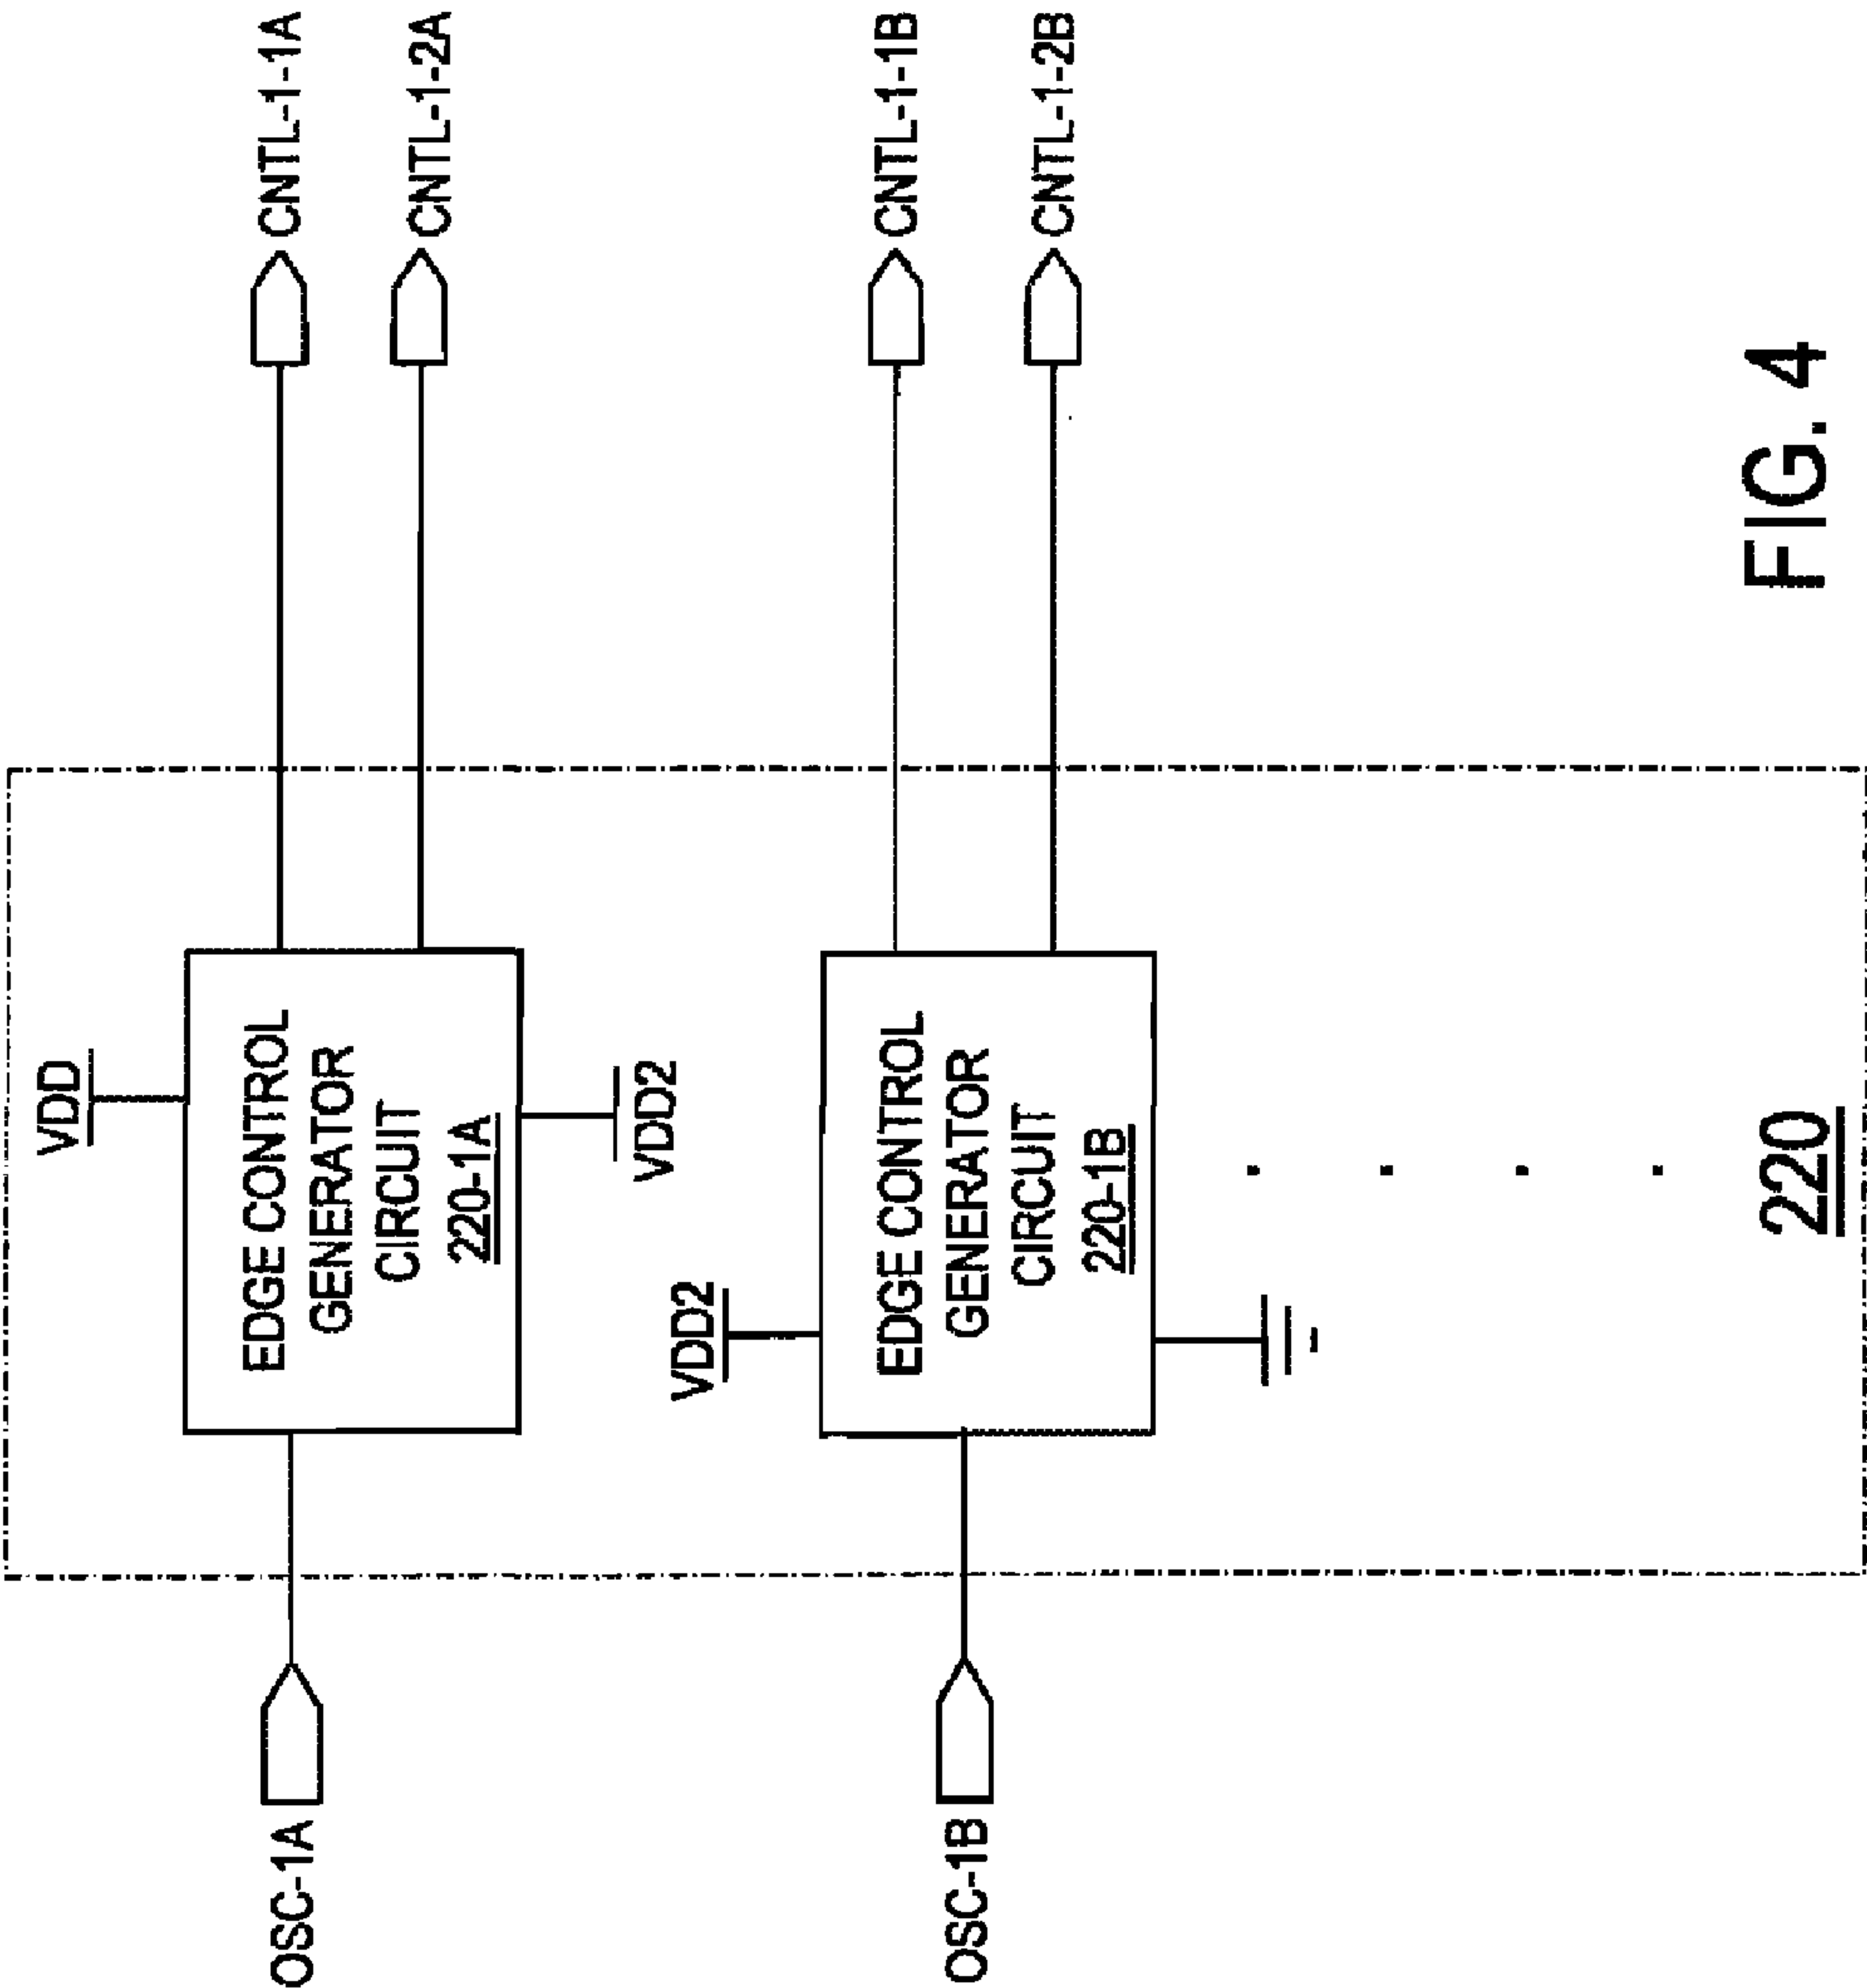 VDD
OSC-1A
EDGE CONTROL
GENERATOR
CIRCUIT
220-1A
CNTL-1-1A
CNTL-1-2A
VDD2
VDD2
OSC-1B
EDGE CONTROL
GENERATOR
CIRCUIT
220-1B
CNTL-1-1B
CNTL-1-2B
220
FIG. 4